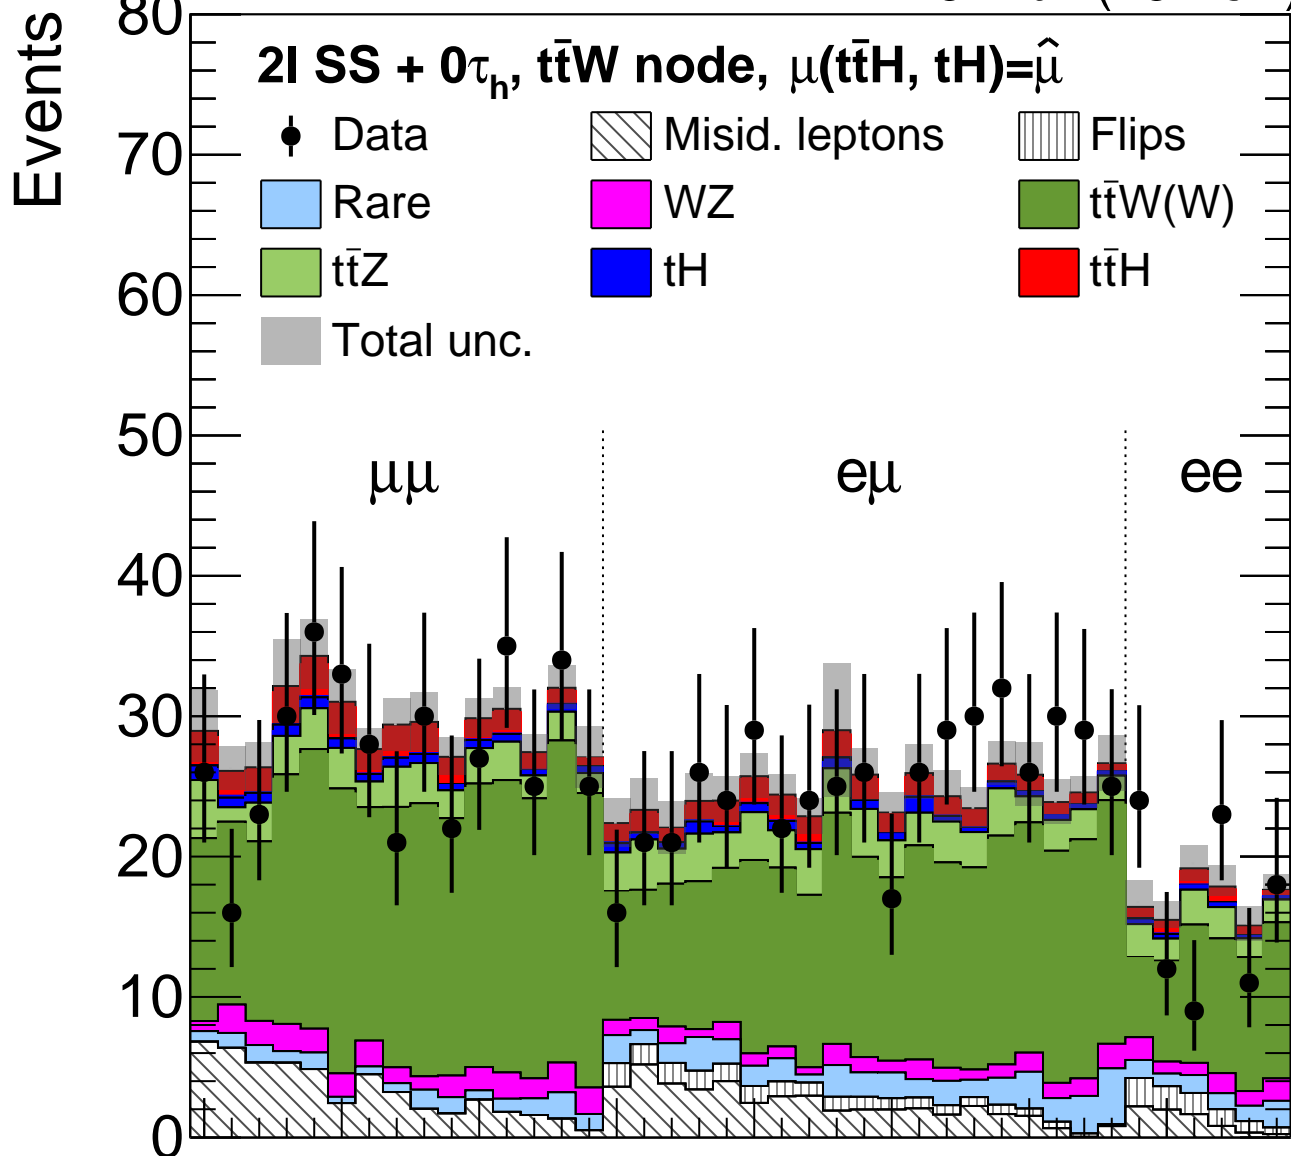 80
Events
2l SS + 0τh, tt̄W node, μ(tt̄H, tH)=μ̂
Data
Misid. leptons
Flips
70
Rare
WZ
tt̄W(W)
60
tt̄Z
tH
tt̄H
Total unc.
50
μμ
eμ
ee
40
30
20
10
0